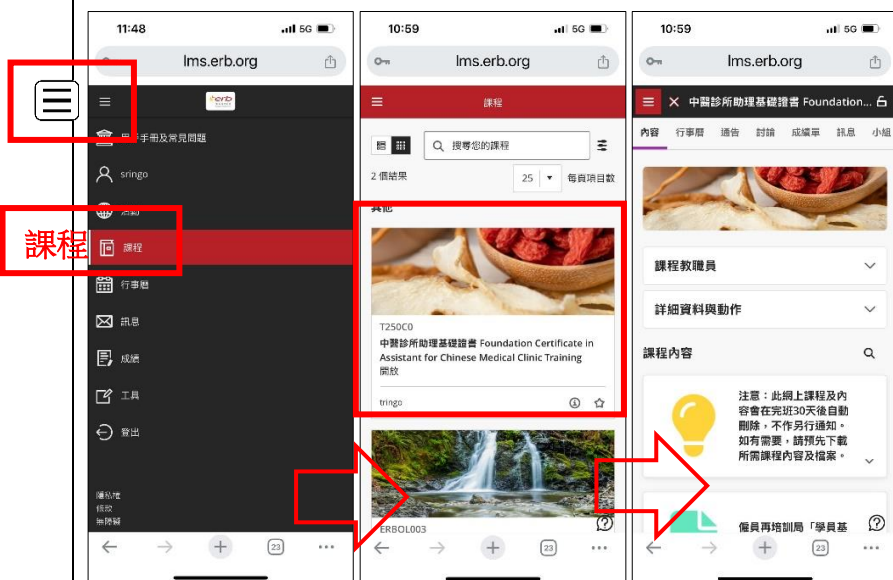 11:48
5G
lms.erb.org
erb
手冊及常見問題
sringo
活動
課程
課程
行事曆
訊息
成績
工具
登出
隱私權
條款
無障礙
23
10:59
5G
lms.erb.org
課程
搜尋您的課程
2 個結果
25
每頁項目數
其他
T250C0
中醫診所助理基礎證書 Foundation Certificate in
Assistant for Chinese Medical Clinic Training
開放
tringo
ERBOL003
23
10:59
5G
lms.erb.org
中醫診所助理基礎證書 Foundation...
內容 行事曆 通告 討論 成績單 訊息 小組
課程教職員
詳細資料與動作
課程內容
注意：此網上課程及內
容會在完班30天後自動
刪除，不作另行通知。
如有需要，請預先下載
所需課程內容及檔案。
僱員再培訓局「學員基
23